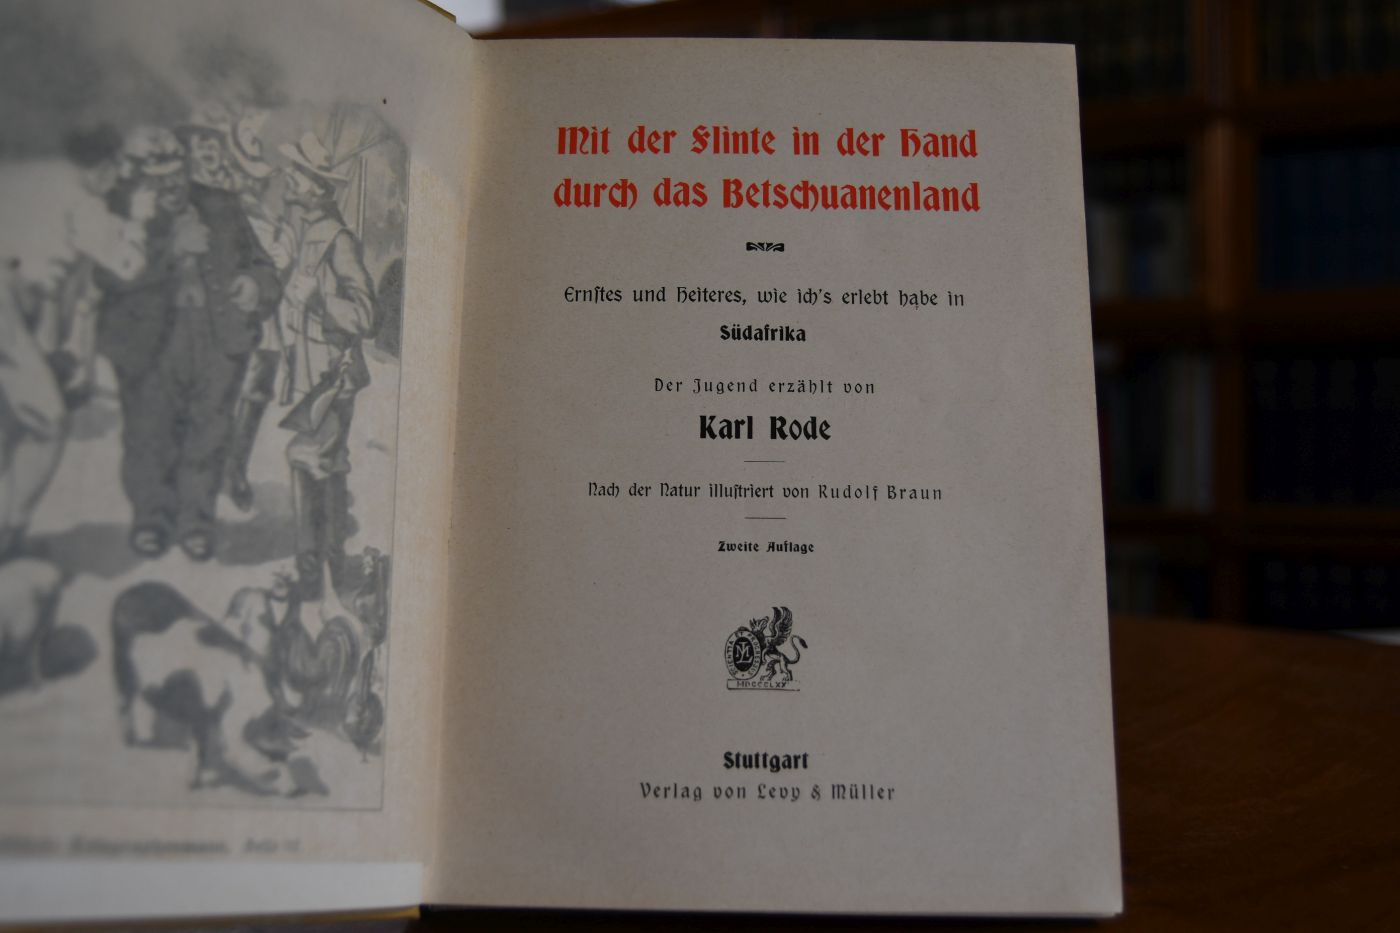 Mit der Flinte in der Hand
durch das Betschuanenland
Ernstes und Heiteres, wie ich's erlebt habe in
Südafrika
Der Jugend erzählt von
Karl Rode
Nach der Natur illustriert von Rudolf Braun
Zweite Auflage
Stuttgart
Verlag von Levy & Müller